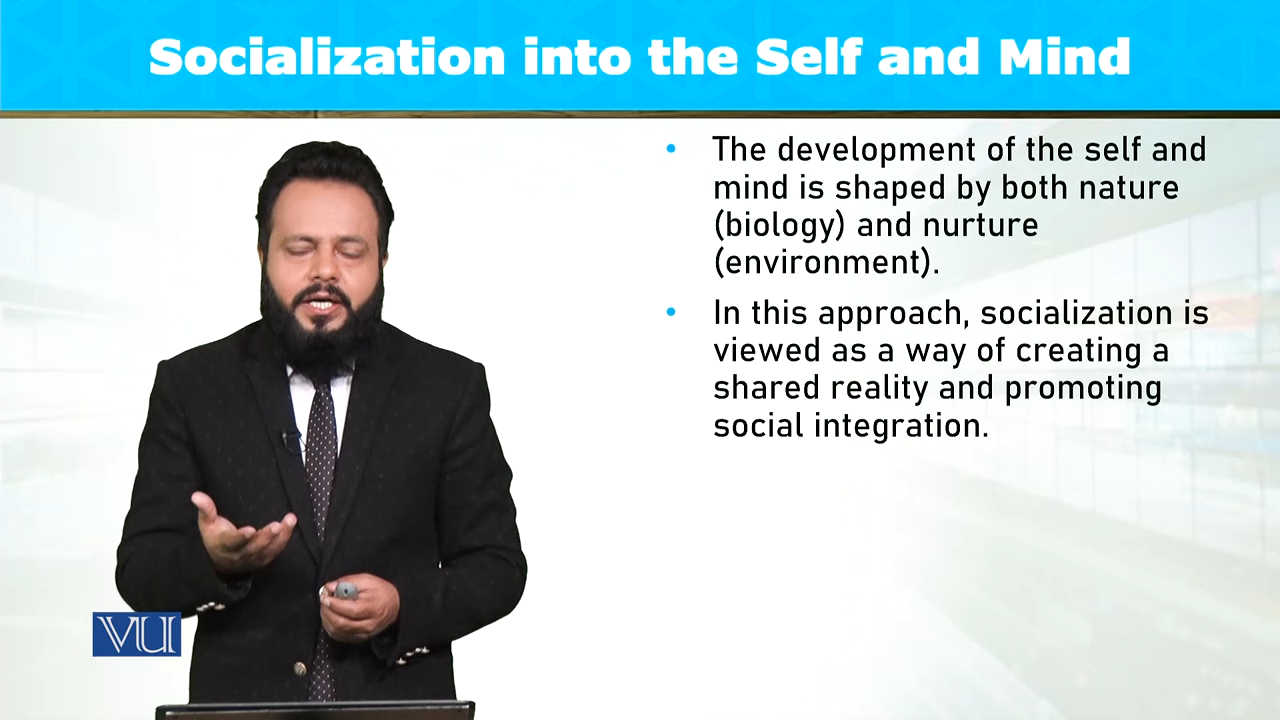 Socialization into the Self and Mind
• The development of the self and
mind is shaped by both nature
(biology) and nurture
(environment).
• In this approach, socialization is
viewed as a way of creating a
shared reality and promoting
social integration.
VU